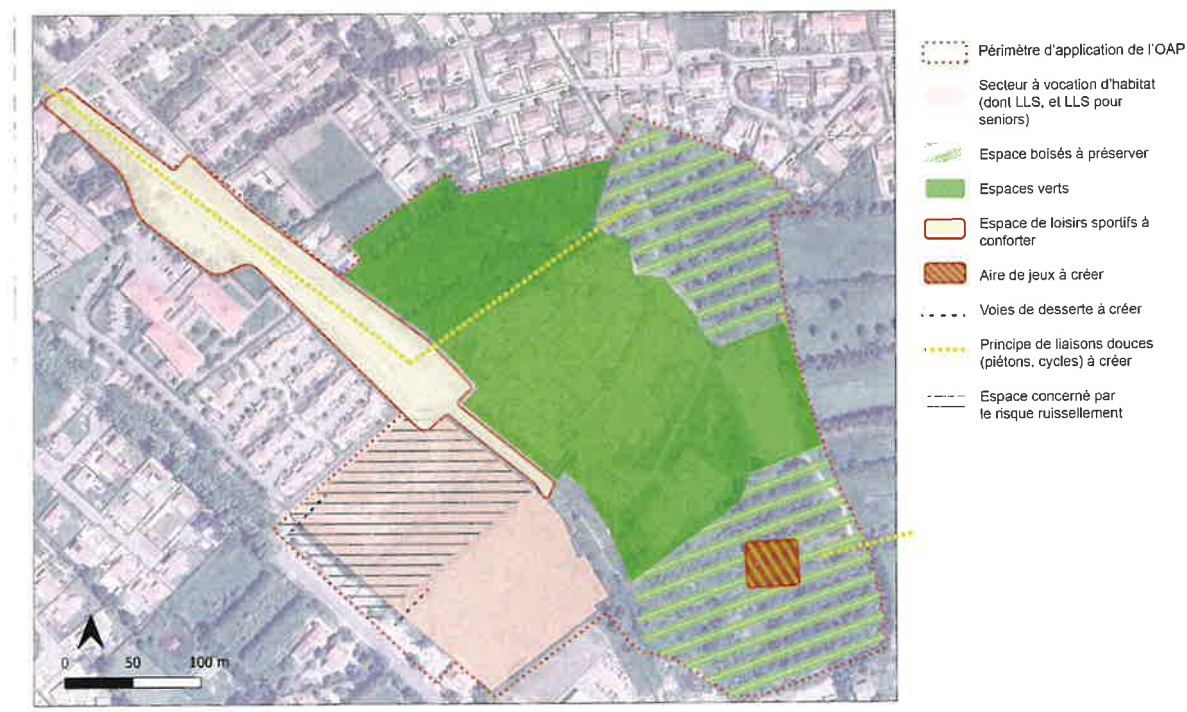 Périmètre d'application de l'OAP
Secteur à vocation d'habitat
(dont LLS, et LLS pour
seniors)
Espace boisés à préserver
Espaces verts
Espace de loisirs sportifs à
conforter
Aire de jeux à créer
Voies de desserte à créer
Principe de liaisons douces
(piétons, cycles) à créer
Espace concerné par
le risque ruissellement
0 50 100 m